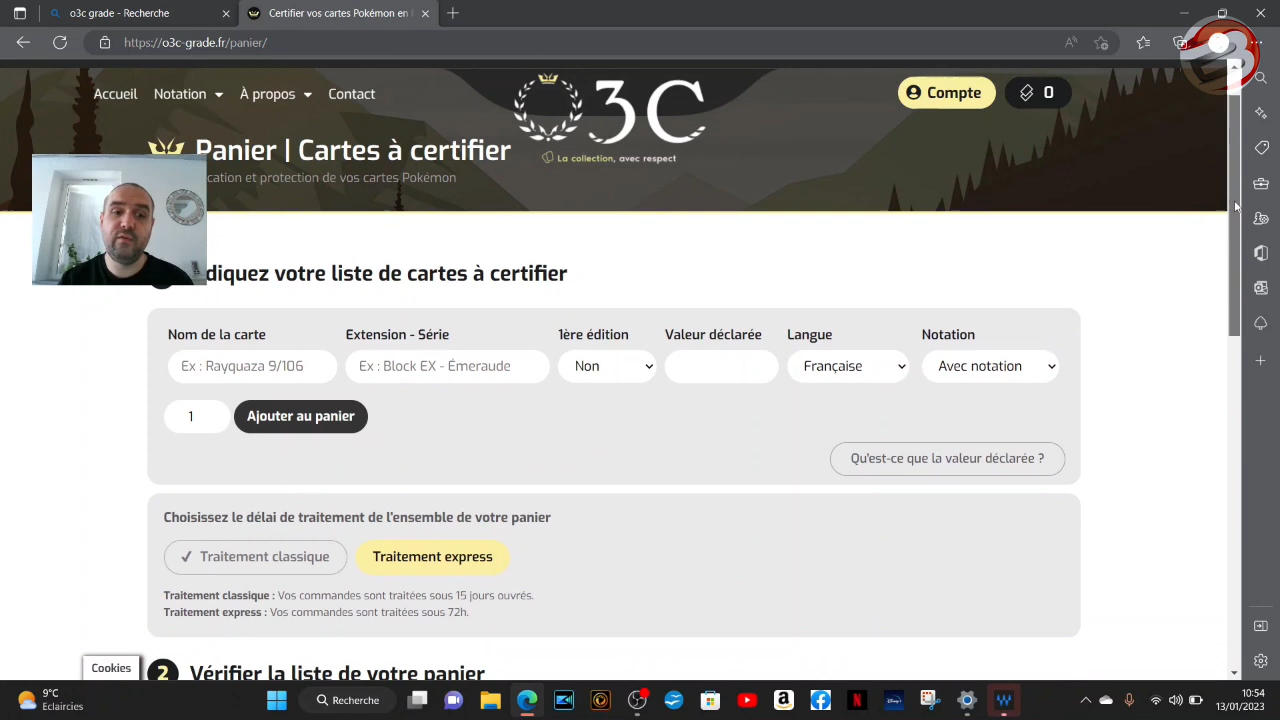 o3c grade - Recherche
Certifier vos cartes Pokémon en
https://o3c-grade.fr/panier/
Accueil Notation À propos Contact
O3C
La collection, avec respect
Compte 0
Panier | Cartes à certifier
cation et protection de vos cartes Pokémon
diquez votre liste de cartes à certifier
Nom de la carte Extension - Série 1ère édition Valeur déclarée Langue Notation
Ex : Rayquaza 9/106 Ex : Block EX - Émeraude Non Française Avec notation
1 Ajouter au panier
Qu'est-ce que la valeur déclarée ?
Choisissez le délai de traitement de l'ensemble de votre panier
✓ Traitement classique Traitement express
Traitement classique : Vos commandes sont traitées sous 15 jours ouvrés.
Traitement express : Vos commandes sont traitées sous 72h.
Cookies
2 Vérifier la liste de votre panier
9°C
Eclaircies
Recherche
10:54
13/01/2023